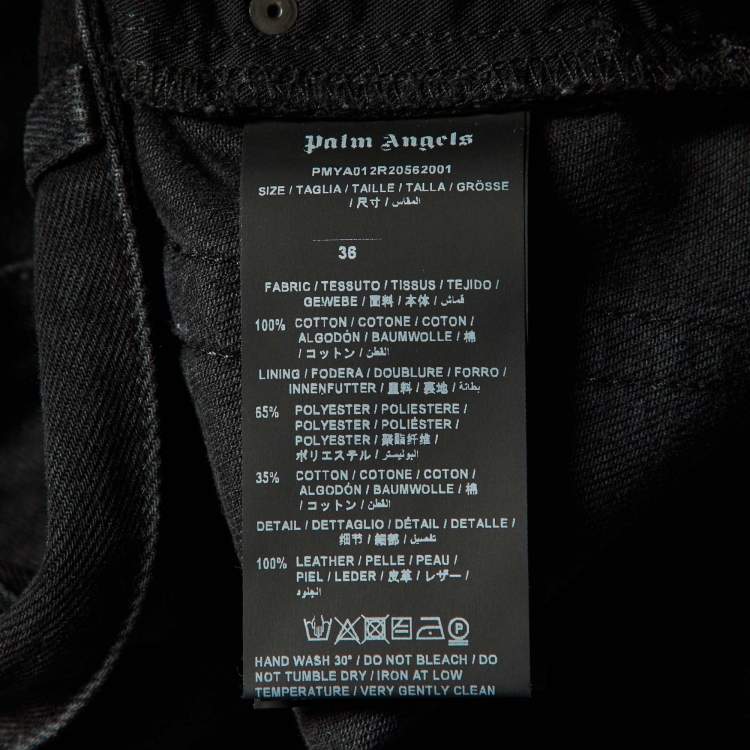 Palm Angels
PMYA012R20562001
SIZE / TAGLIA / TAILLE / TALLA / GRÖSSE
/ 尺寸 / المقاس
36
FABRIC / TESSUTO / TISSUS / TEJIDO /
GEWEBE / 面料 / 本体 / قماش
100% COTTON / COTONE / COTON /
ALGODÓN / BAUMWOLLE / 棉
/ コットン / القطن
LINING / FODERA / DOUBLURE / FORRO /
INNENFUTTER / 里料 / 裏地 / بطانة
65% POLYESTER / POLIESTERE /
POLYESTER / POLIÉSTER /
POLYESTER / 聚酯纤维 /
ポリエステル / البوليستر
35% COTTON / COTONE / COTON /
ALGODÓN / BAUMWOLLE / 棉
/ コットン / القطن
DETAIL / DETTAGLIO / DÉTAIL / DETALLE /
/ 细节 / 細部 / تفصيل
100% LEATHER / PELLE / PEAU /
PIEL / LEDER / 皮革 / レザー /
الجلود
HAND WASH 30° / DO NOT BLEACH / DO
NOT TUMBLE DRY / IRON AT LOW
TEMPERATURE / VERY GENTLY CLEAN